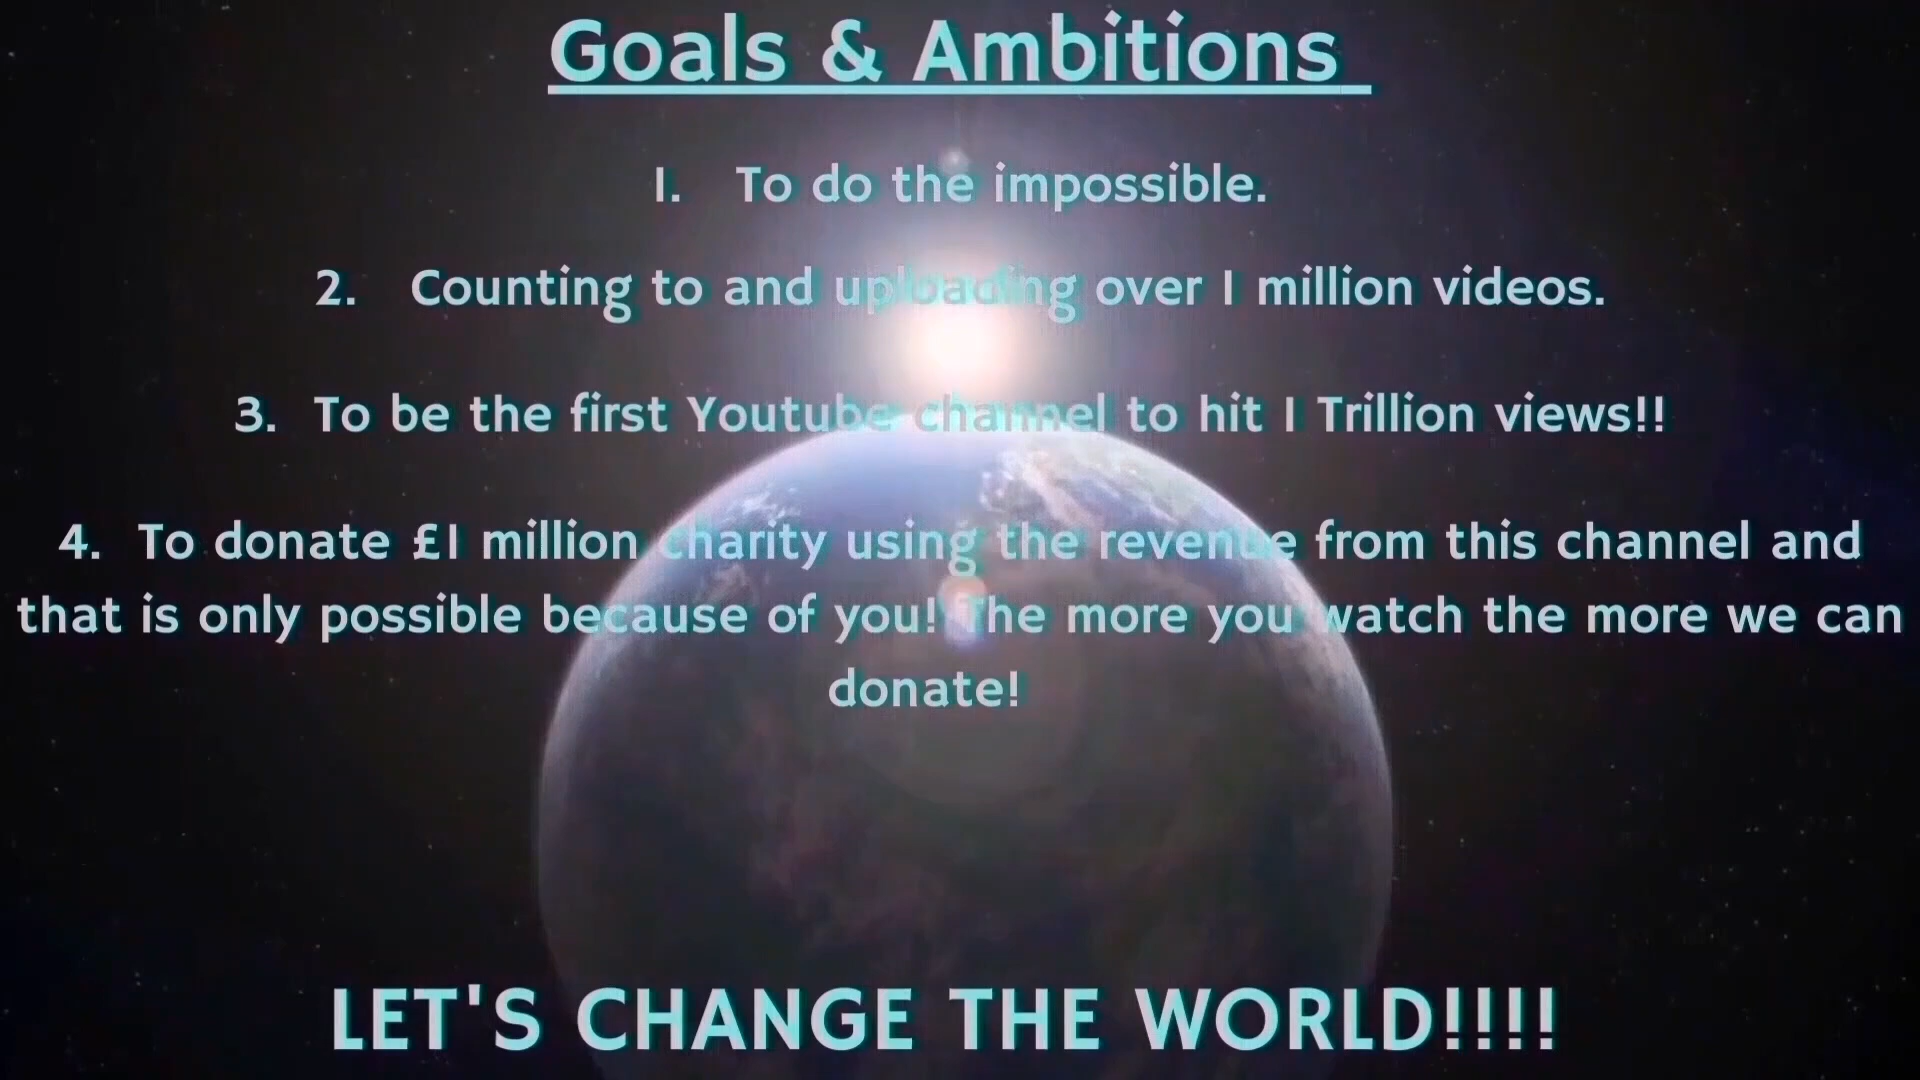 Goals & Ambitions
1. To do the impossible.
2. Counting to and uploading over 1 million videos.
3. To be the first Youtube channel to hit 1 Trillion views!!
4. To donate £1 million charity using the revenue from this channel and
that is only possible because of you! The more you watch the more we can
donate!
LET'S CHANGE THE WORLD!!!!